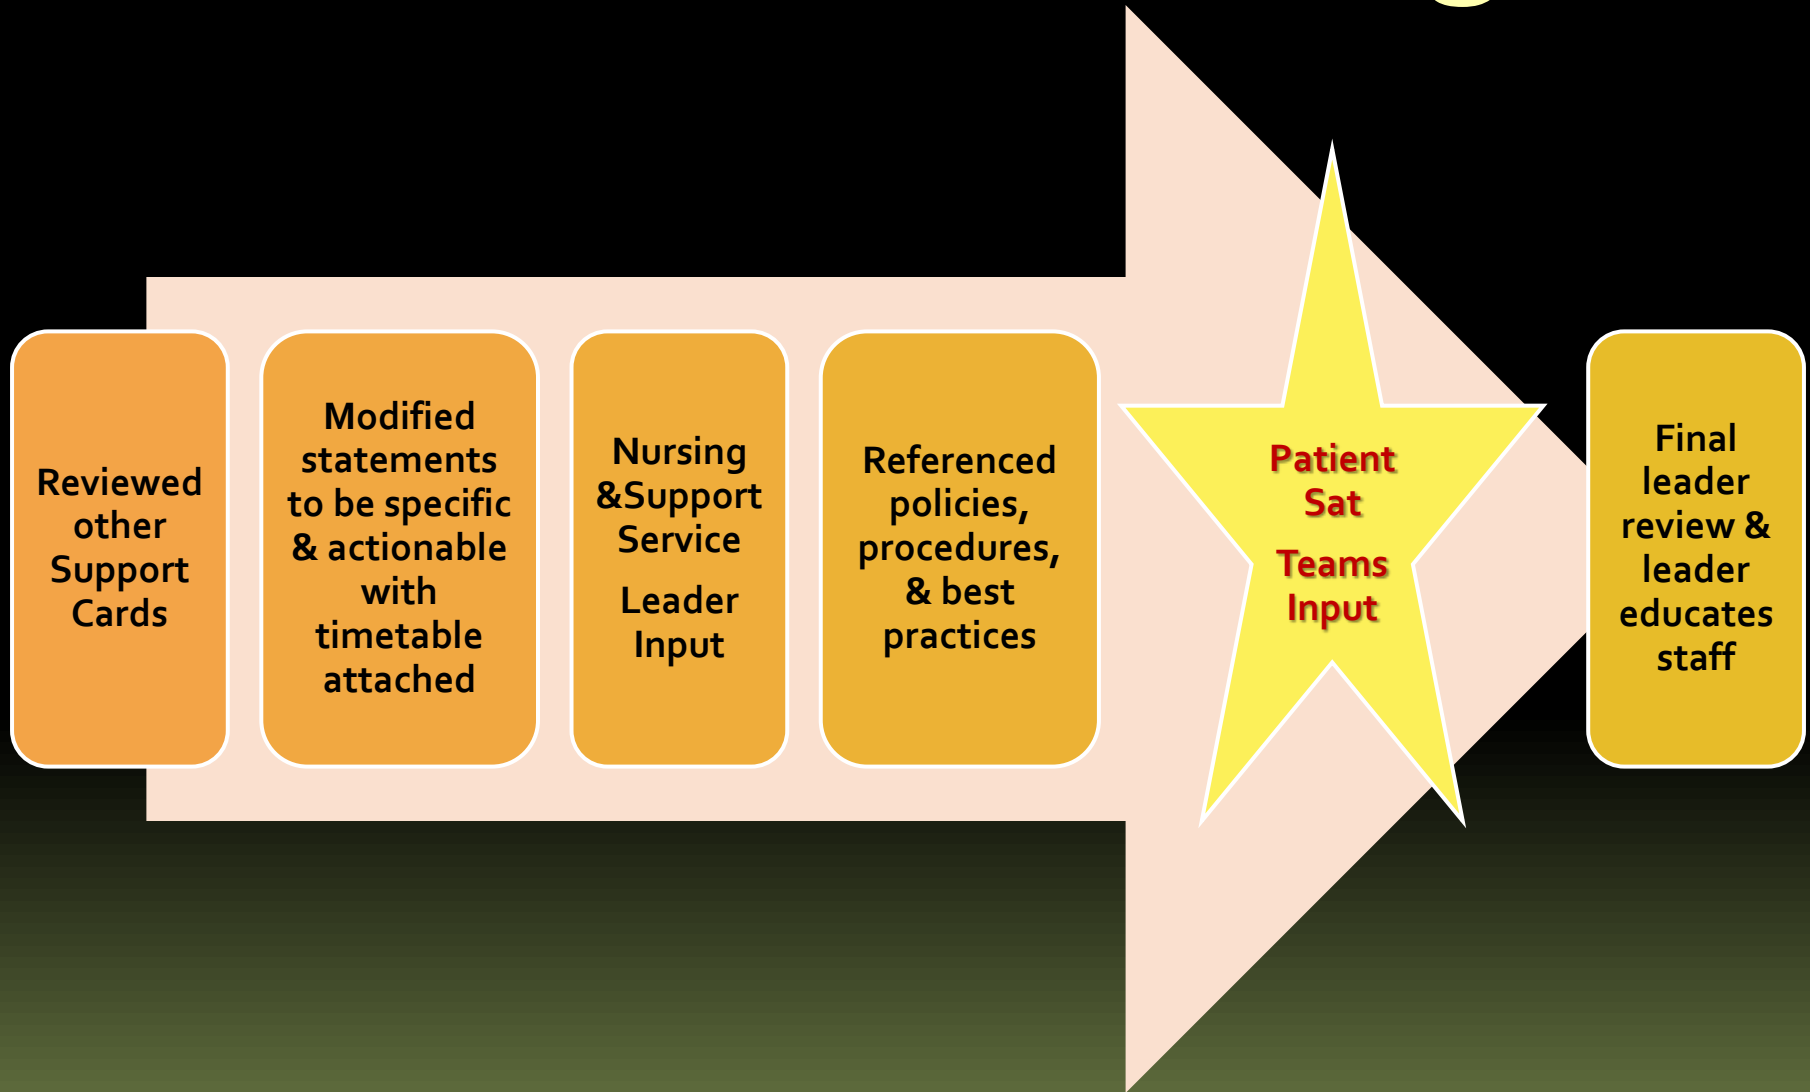 Reviewed
other
Support
Cards
Modified
statements
to be specific
& actionable
with
timetable
attached
Nursing
&Support
Service
Leader
Input
Referenced
policies,
procedures,
& best
practices
Patient
Sat
Teams
Input
Final
leader
review &
leader
educates
staff